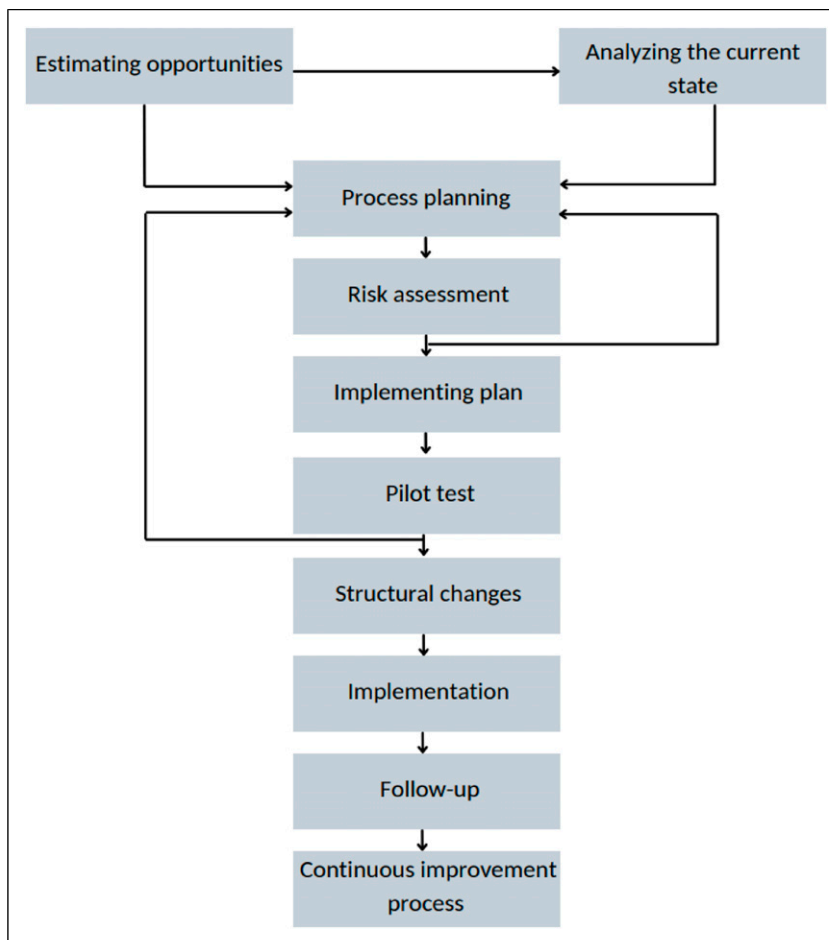 Estimating opportunities
Analyzing the current
state
Process planning
Risk assessment
Implementing plan
Pilot test
Structural changes
Implementation
Follow-up
Continuous improvement
process